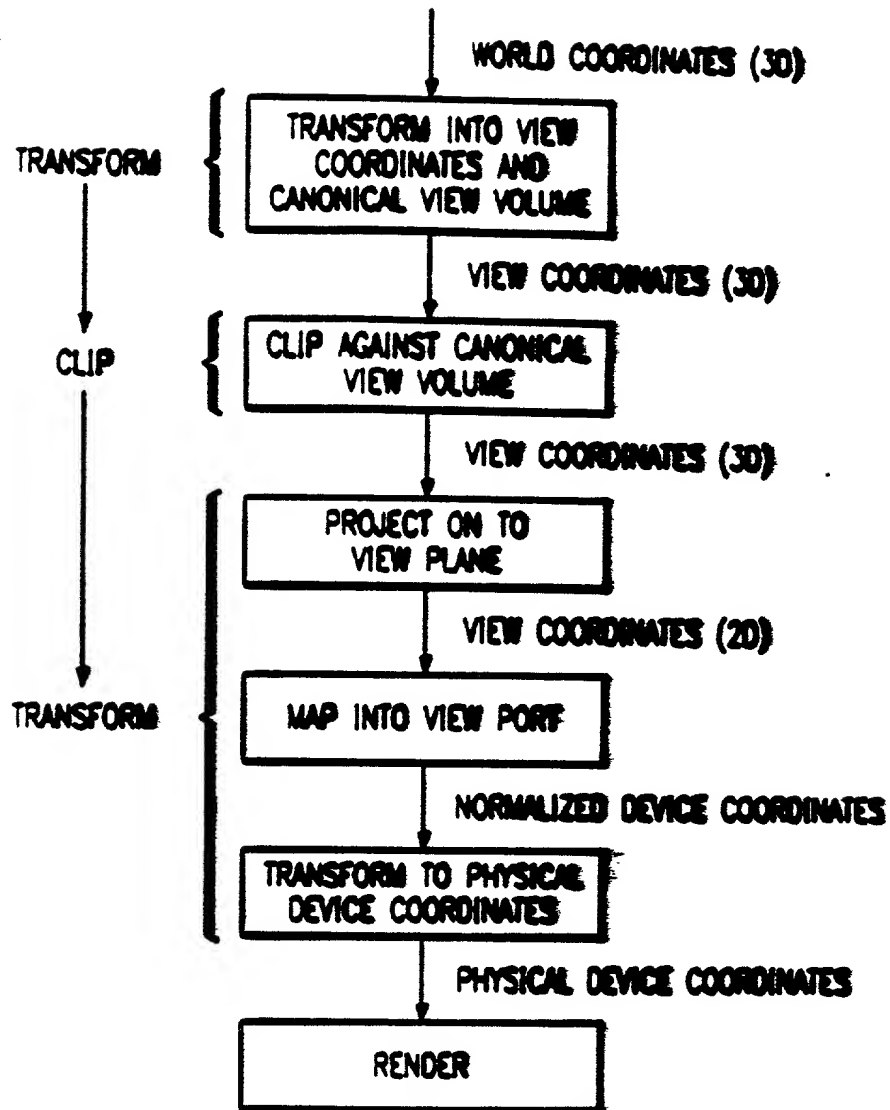 WORLD COORDINATES (3D)
TRANSFORM
TRANSFORM INTO VIEW
COORDINATES AND
CANONICAL VIEW VOLUME
VIEW COORDINATES (3D)
CLIP
CLIP AGAINST CANONICAL
VIEW VOLUME
VIEW COORDINATES (3D)
PROJECT ON TO
VIEW PLANE
VIEW COORDINATES (2D)
TRANSFORM
MAP INTO VIEW PORT
NORMALIZED DEVICE COORDINATES
TRANSFORM TO PHYSICAL
DEVICE COORDINATES
PHYSICAL DEVICE COORDINATES
RENDER